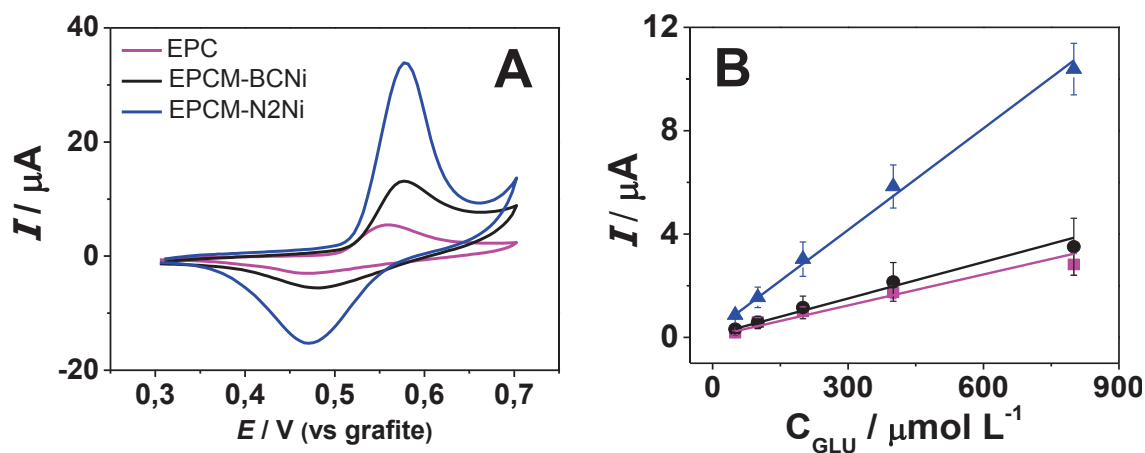 A
EPC
EPCM-BCNi
EPCM-N2Ni
40
20
0
-20
I / μA
0,3 0,4 0,5 0,6 0,7
E / V (vs grafite)
B
12
8
4
0
I / μA
0 300 600 900
C_GLU / μmol L⁻¹